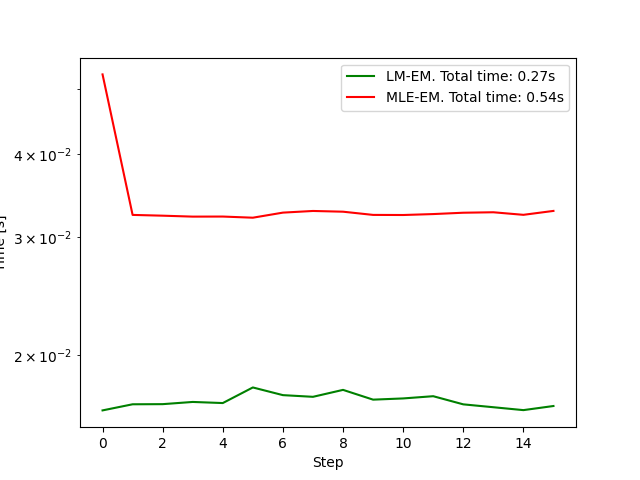 LM-EM. Total time: 0.27s
MLE-EM. Total time: 0.54s
4 × 10⁻²
3 × 10⁻²
2 × 10⁻²
Time [s]
0 2 4 6 8 10 12 14
Step